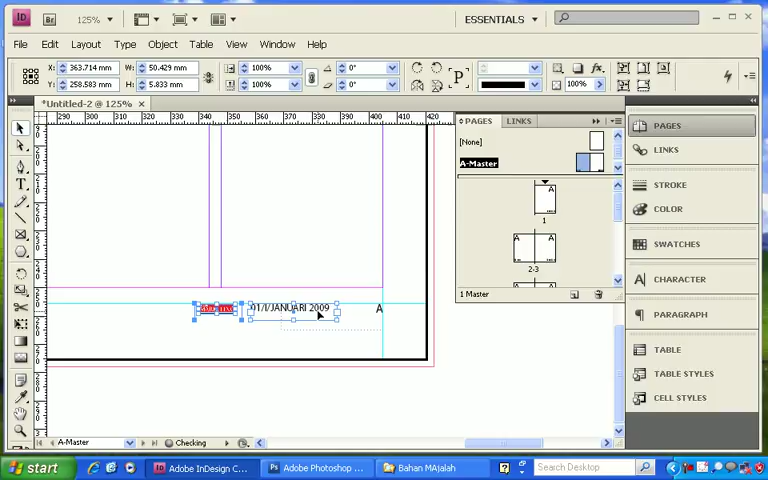 125%
ESSENTIALS
File Edit Layout Type Object Table View Window Help
X: 363.714 mm W: 50.429 mm 100% 0°
Y: 258.583 mm H: 5.833 mm 100% 0° 100%
*Untitled-2 @ 125%
290 300 310 320 330 340 350 360 370 380 390 400 410 420
PAGES LINKS
[None]
A-Master
A
1
A A
2-3
1 Master
PAGES
LINKS
STROKE
COLOR
SWATCHES
CHARACTER
PARAGRAPH
TABLE
TABLE STYLES
CELL STYLES
01/I/JANUARI 2009 A
A-Master Checking
start Adobe InDesign C... Adobe Photoshop ... Bahan MAjalah Search Desktop